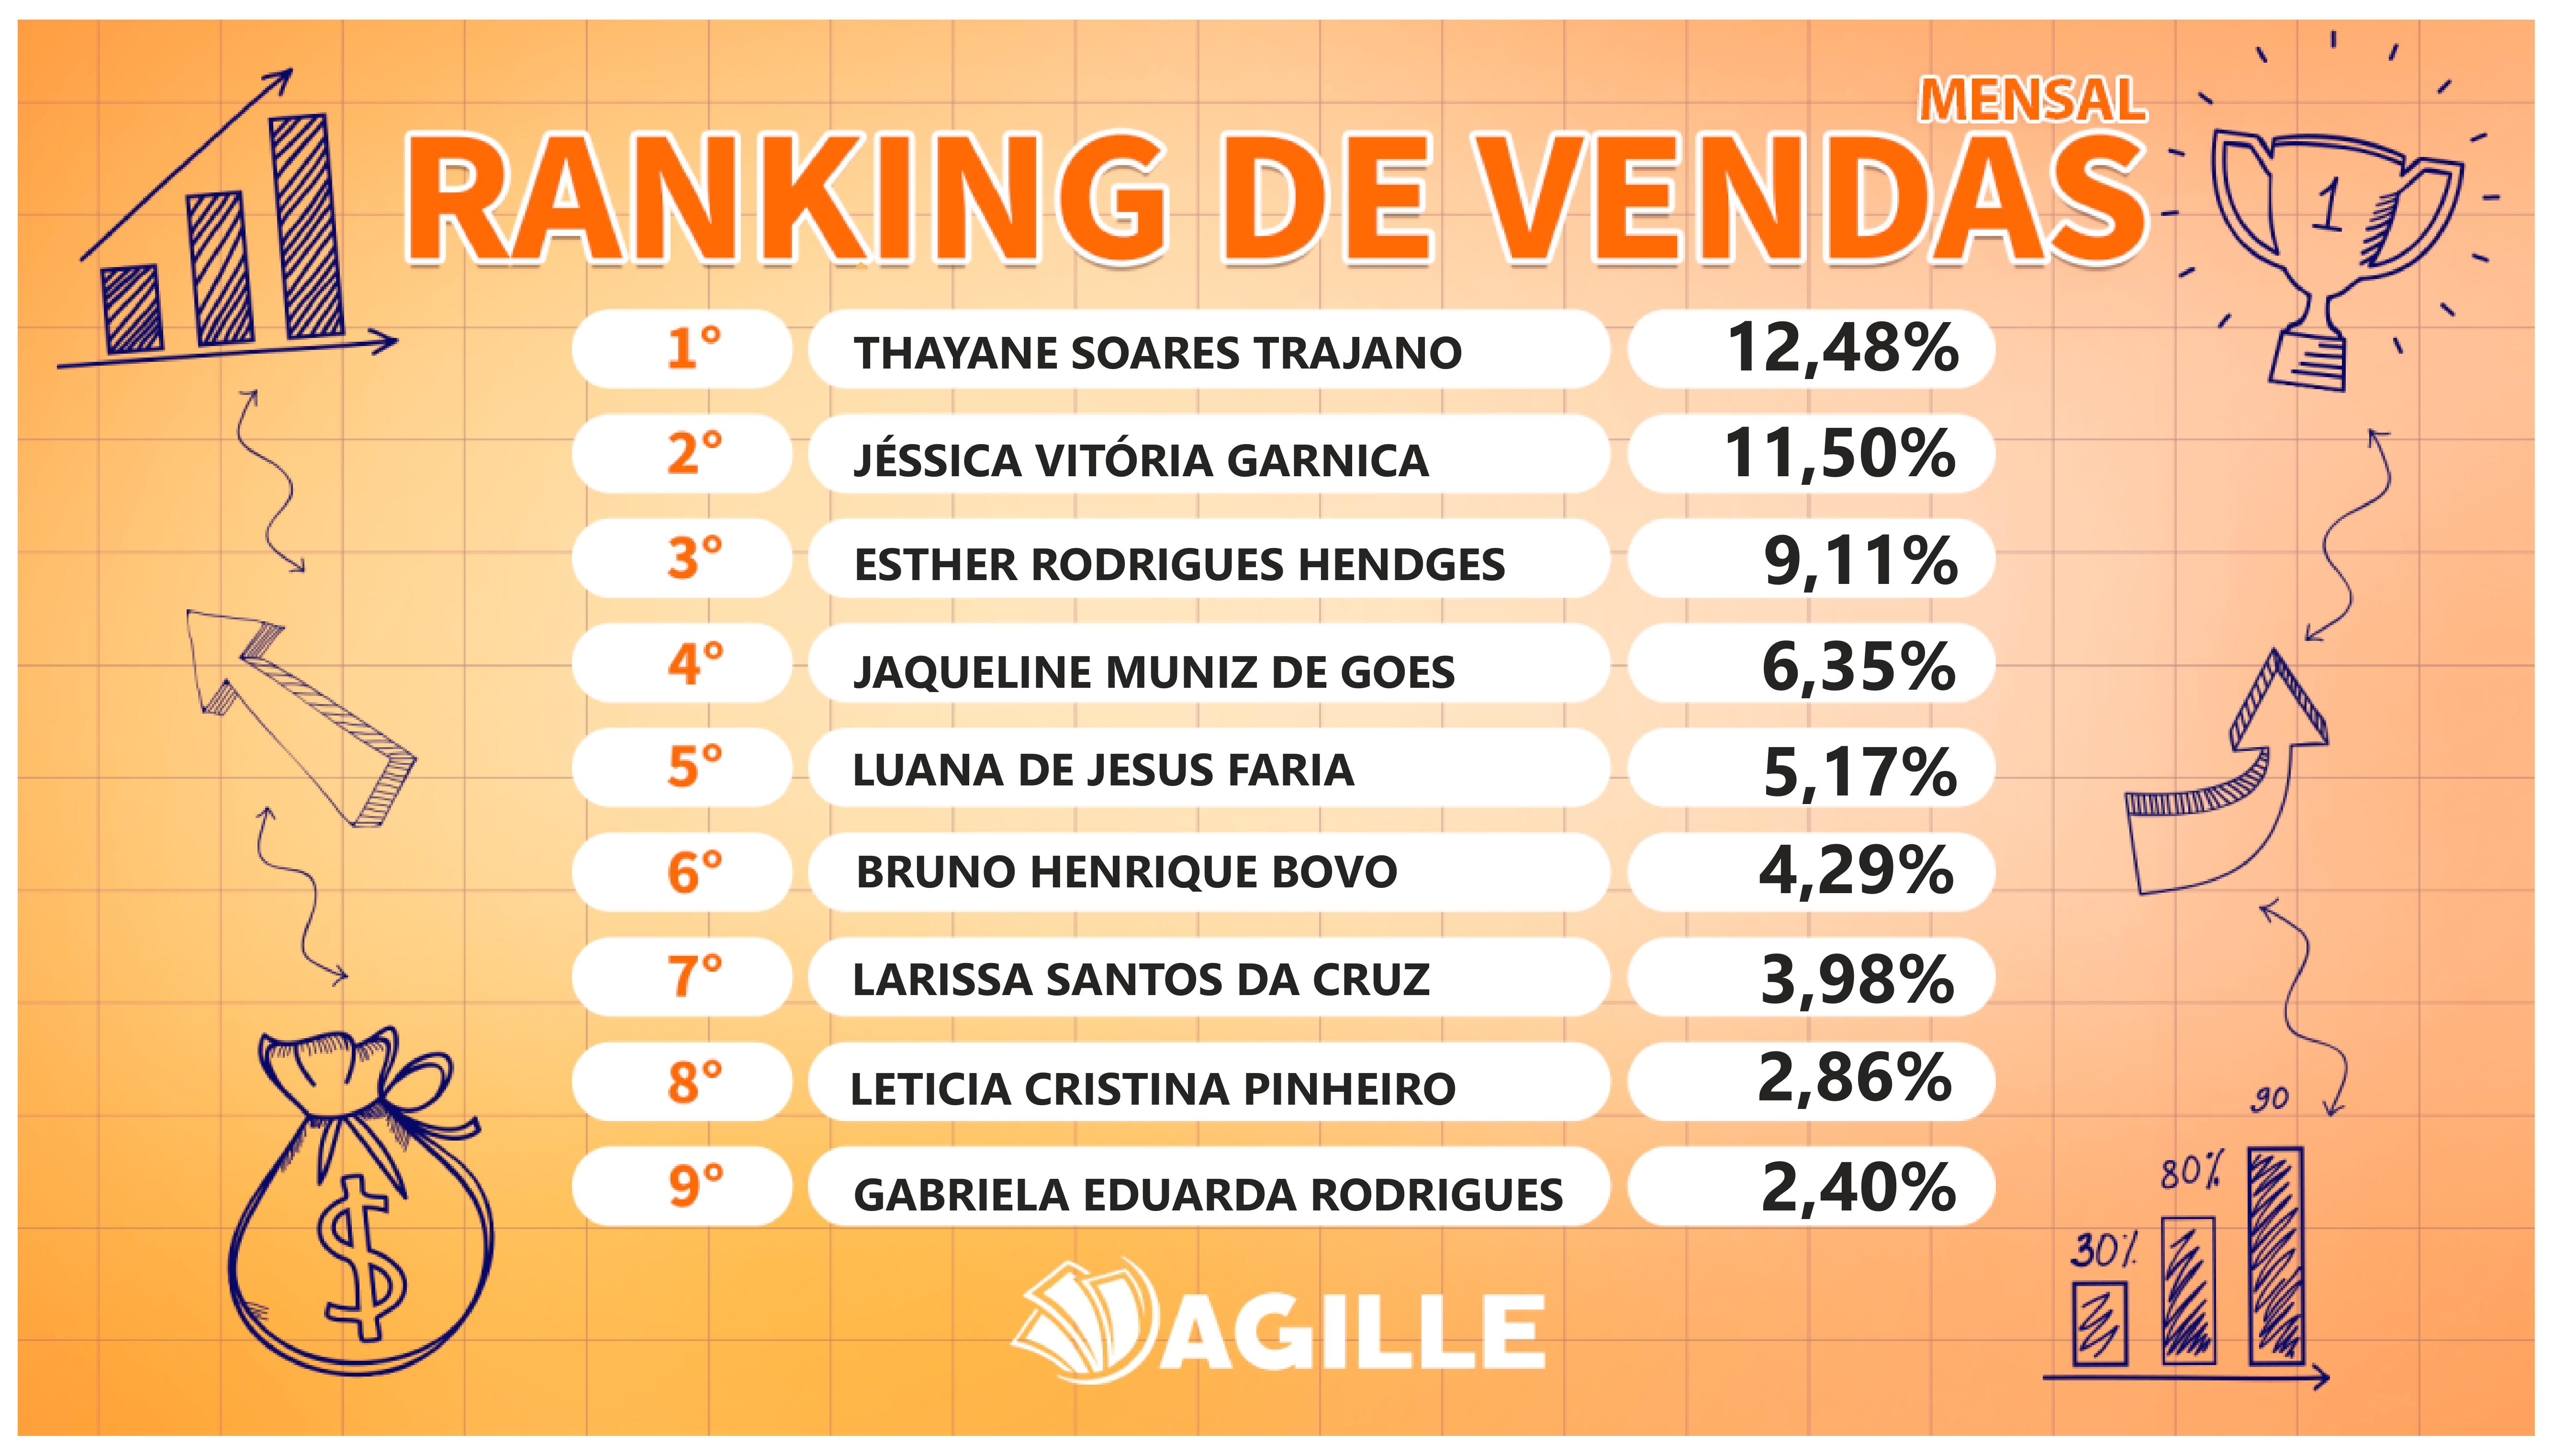 MENSAL
RANKING DE VENDAS
1
1° THAYANE SOARES TRAJANO 12,48%
2° JÉSSICA VITÓRIA GARNICA 11,50%
3° ESTHER RODRIGUES HENDGES 9,11%
4° JAQUELINE MUNIZ DE GOES 6,35%
5° LUANA DE JESUS FARIA 5,17%
6° BRUNO HENRIQUE BOVO 4,29%
7° LARISSA SANTOS DA CRUZ 3,98%
8° LETICIA CRISTINA PINHEIRO 2,86%
9° GABRIELA EDUARDA RODRIGUES 2,40%
$
90
80%
30%
AGILLE